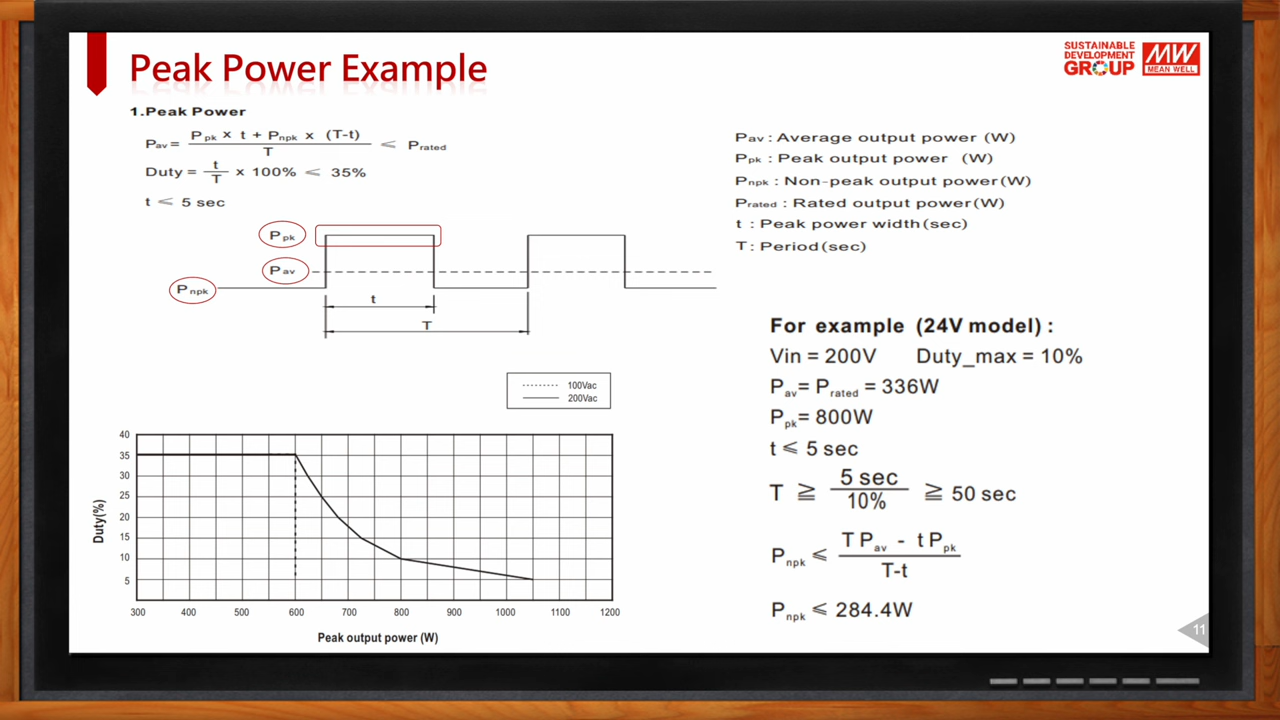 Peak Power Example
SUSTAINABLE
DEVELOPMENT
GROUP
MW
MEAN WELL
1.Peak Power
Pav = Ppk x t + Pnpk x (T-t) / T ≤ Prated
Duty = t / T x 100% ≤ 35%
t ≤ 5 sec
Ppk
Pav
Pnpk
t
T
Pav : Average output power (W)
Ppk : Peak output power (W)
Pnpk : Non-peak output power(W)
Prated : Rated output power(W)
t : Peak power width(sec)
T: Period(sec)
100Vac
200Vac
40
35
30
25
20
15
10
5
Duty(%)
300 400 500 600 700 800 900 1000 1100 1200
Peak output power (W)
For example (24V model) :
Vin = 200V Duty_max = 10%
Pav= Prated = 336W
Ppk= 800W
t ≤ 5 sec
T ≧ 5 sec / 10% ≧ 50 sec
Pnpk ≤ T Pav - t Ppk / T-t
Pnpk ≤ 284.4W
11